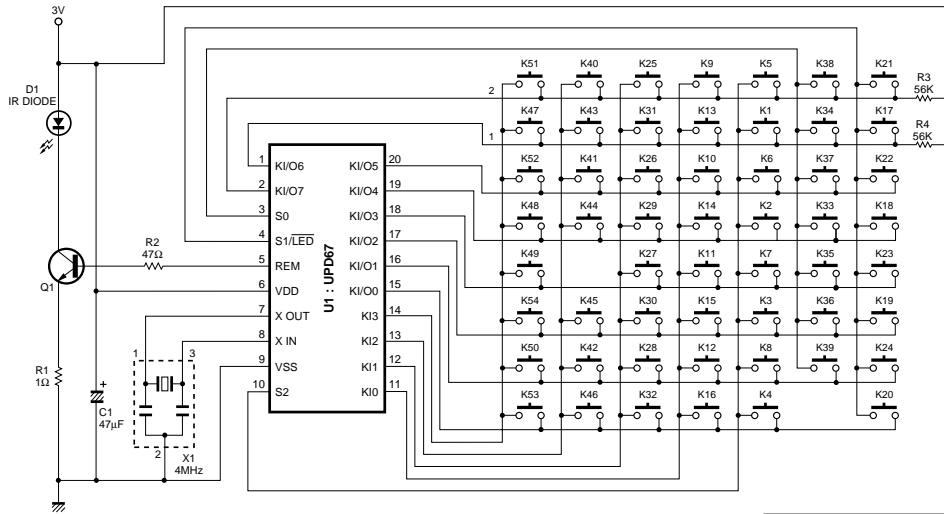 3V
D1
IR DIODE
Q1
R1
1Ω
C1
+
47µF
R2
47Ω
1
3
2
X1
4MHz
U1 : UPD67
1 KI/O6
2 KI/O7
3 S0
4 S1/LED
5 REM
6 VDD
7 X OUT
8 X IN
9 VSS
10 S2
KI/O5 20
KI/O4 19
KI/O3 18
KI/O2 17
KI/O1 16
KI/O0 15
KI3 14
KI2 13
KI1 12
KI0 11
K51 K40 K25 K9 K5 K38 K21
2
R3
56K
K47 K43 K31 K13 K1 K34 K17
1
R4
56K
K52 K41 K26 K10 K6 K37 K22
K48 K44 K29 K14 K2 K33 K18
K49 K27 K11 K7 K35 K23
K54 K45 K30 K15 K3 K36 K19
K50 K42 K28 K12 K8 K39 K24
K53 K46 K32 K16 K4 K20